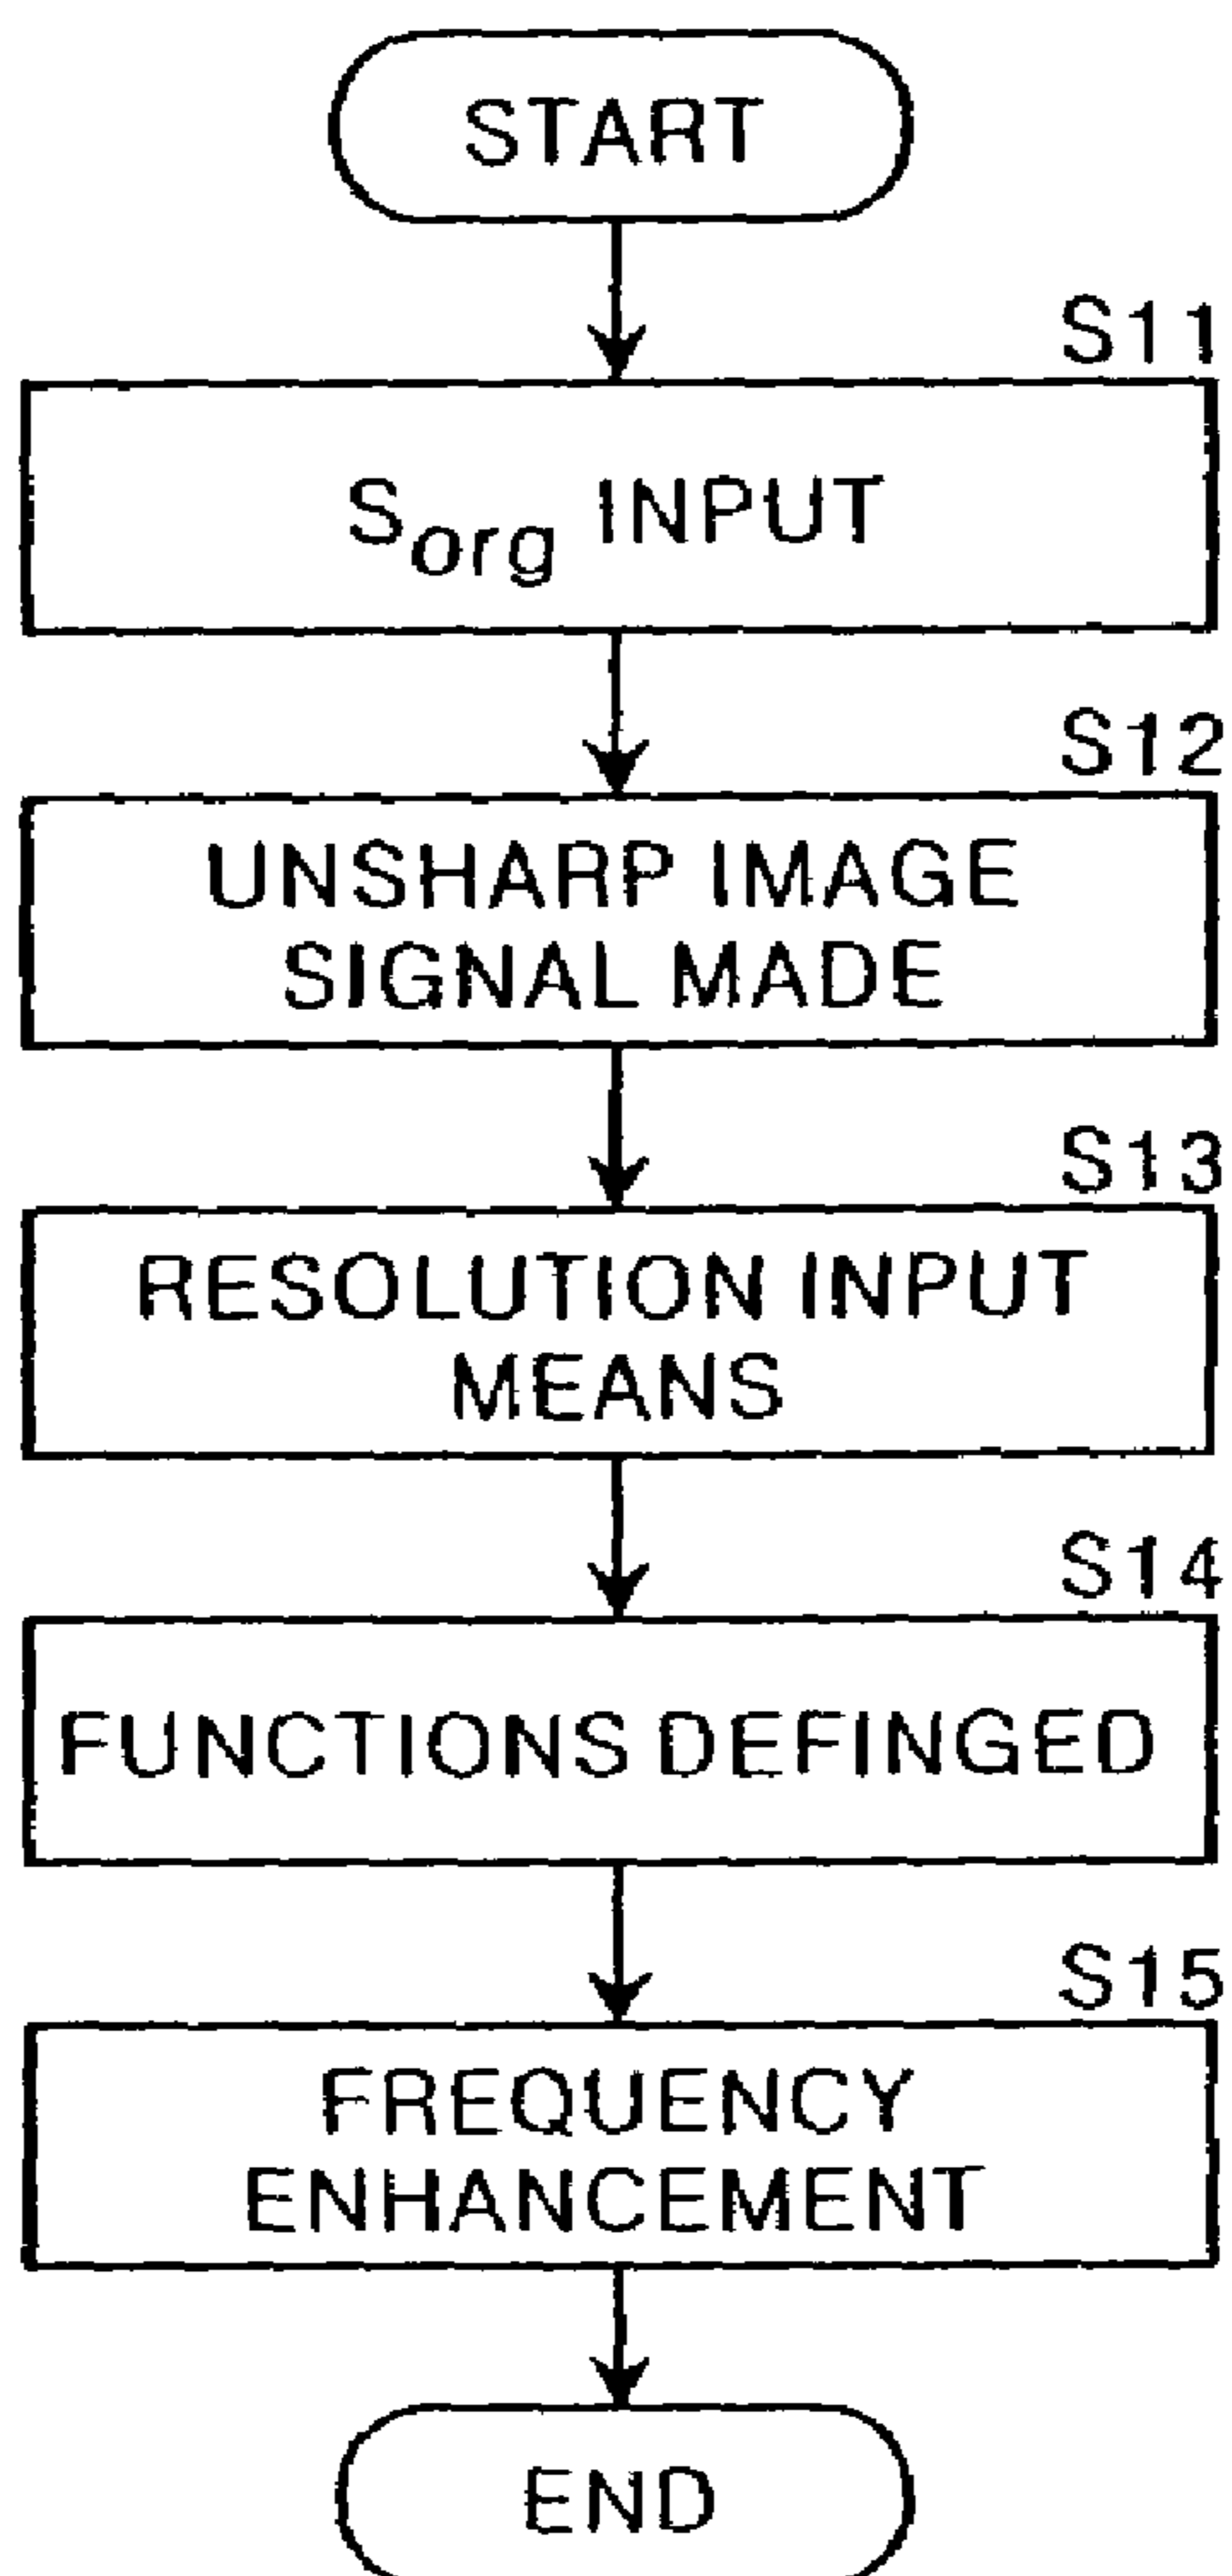 START
S11
Sorg INPUT
S12
UNSHARP IMAGE
SIGNAL MADE
S13
RESOLUTION INPUT
MEANS
S14
FUNCTIONS DEFINGED
S15
FREQUENCY
ENHANCEMENT
END